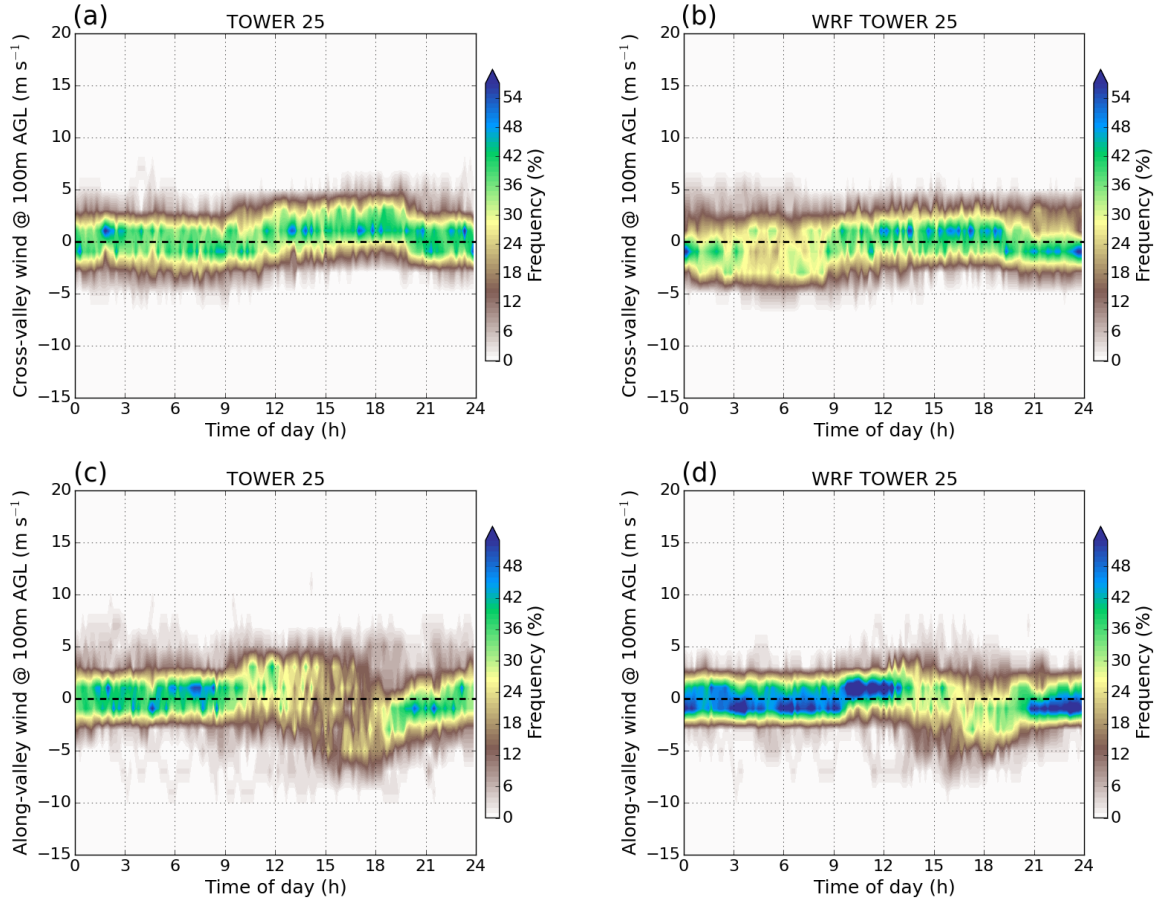 (a)
TOWER 25
Cross-valley wind @ 100m AGL (m s⁻¹)
20
15
10
5
0
−5
−10
−15
0 3 6 9 12 15 18 21 24
Time of day (h)
54
48
42
36
30
24
18
12
6
0
Frequency (%)
(b)
WRF TOWER 25
Cross-valley wind @ 100m AGL (m s⁻¹)
20
15
10
5
0
−5
−10
−15
0 3 6 9 12 15 18 21 24
Time of day (h)
54
48
42
36
30
24
18
12
6
0
Frequency (%)
(c)
TOWER 25
Along-valley wind @ 100m AGL (m s⁻¹)
20
15
10
5
0
−5
−10
−15
0 3 6 9 12 15 18 21 24
Time of day (h)
48
42
36
30
24
18
12
6
0
Frequency (%)
(d)
WRF TOWER 25
Along-valley wind @ 100m AGL (m s⁻¹)
20
15
10
5
0
−5
−10
−15
0 3 6 9 12 15 18 21 24
Time of day (h)
48
42
36
30
24
18
12
6
0
Frequency (%)